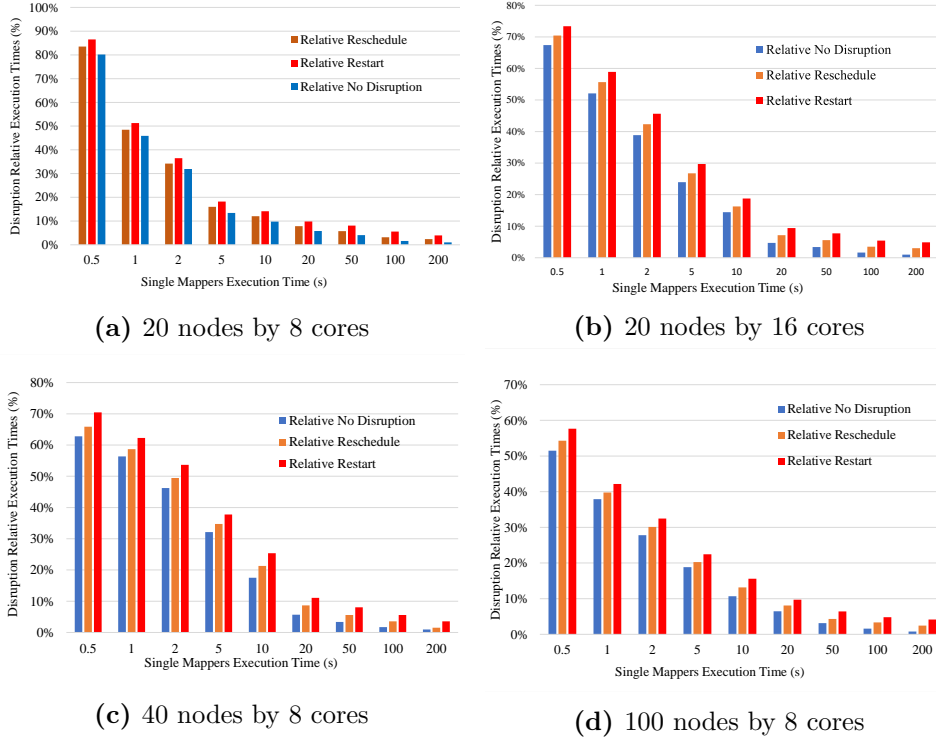 Disruption Relative Execution Times (%)
100%
90%
80%
70%
60%
50%
40%
30%
20%
10%
0%
Relative Reschedule
Relative Restart
Relative No Disruption
0.5 1 2 5 10 20 50 100 200
Single Mappers Execution Time (s)
(a) 20 nodes by 8 cores
Disruption Relative Execution Times (%)
80%
70%
60%
50%
40%
30%
20%
10%
0%
Relative No Disruption
Relative Reschedule
Relative Restart
0.5 1 2 5 10 20 50 100 200
Single Mappers Execution Time (s)
(b) 20 nodes by 16 cores
Disruption Relative Execution Times (%)
80%
70%
60%
50%
40%
30%
20%
10%
0%
Relative No Disruption
Relative Reschedule
Relative Restart
0.5 1 2 5 10 20 50 100 200
Single Mappers Execution Time (s)
(c) 40 nodes by 8 cores
Disruption Relative Execution Times (%)
70%
60%
50%
40%
30%
20%
10%
0%
Relative No Disruption
Relative Reschedule
Relative Restart
0.5 1 2 5 10 20 50 100 200
Single Mappers Execution Time (s)
(d) 100 nodes by 8 cores